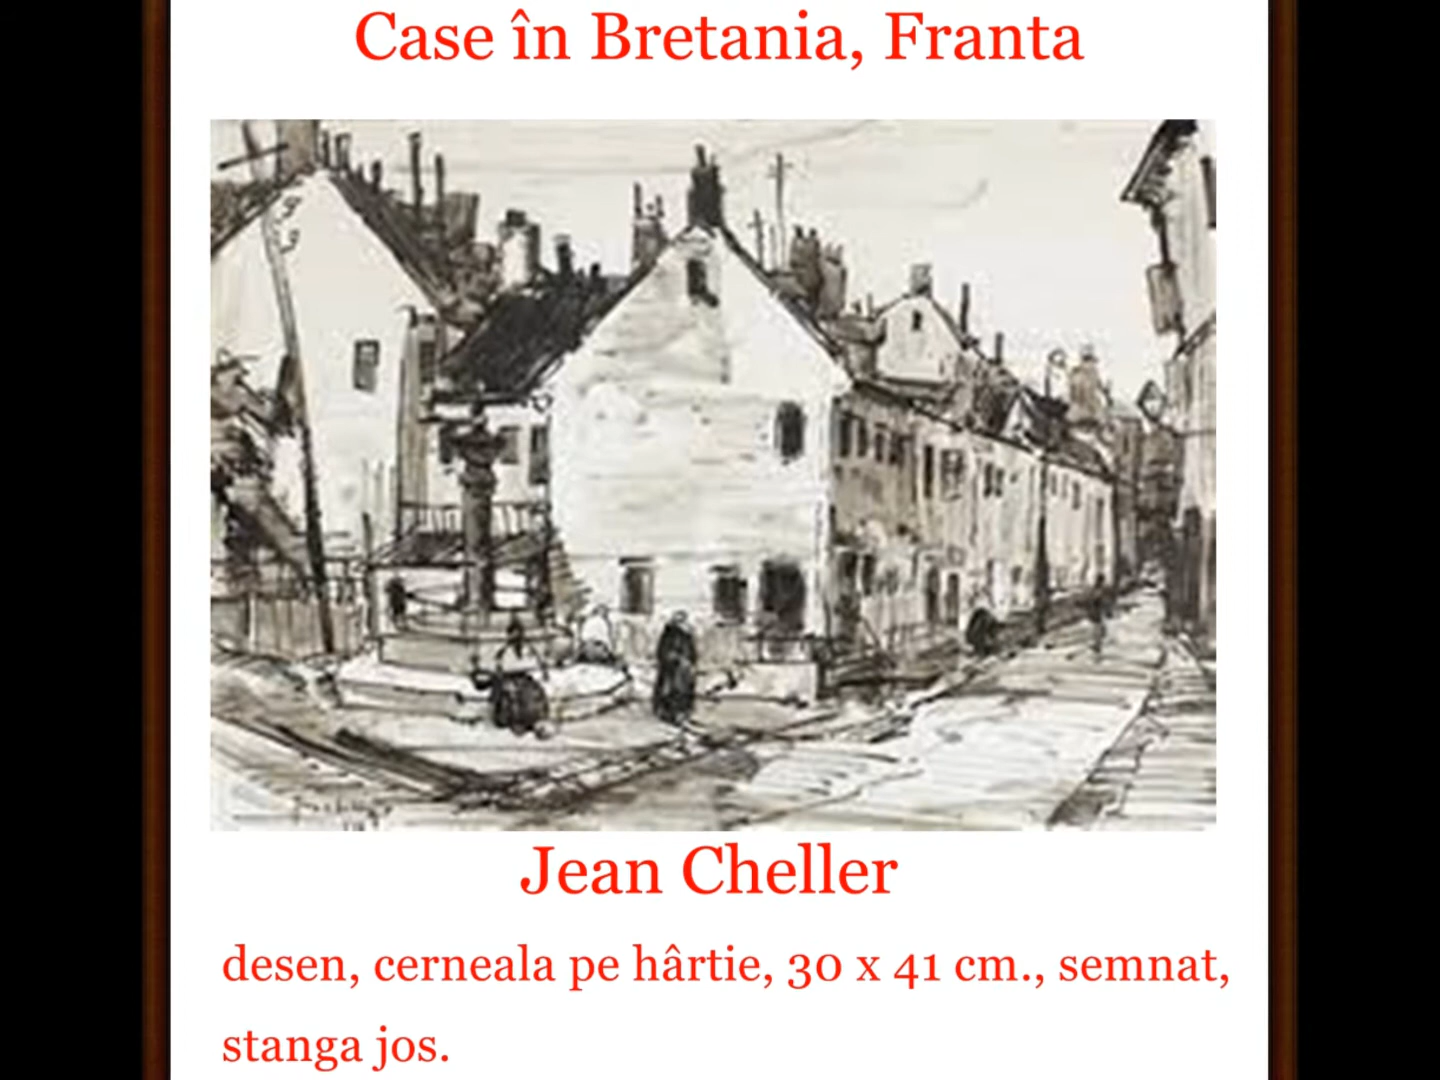 Case în Bretania, Franta
Jean Cheller
desen, cerneala pe hârtie, 30 x 41 cm., semnat,
stanga jos.